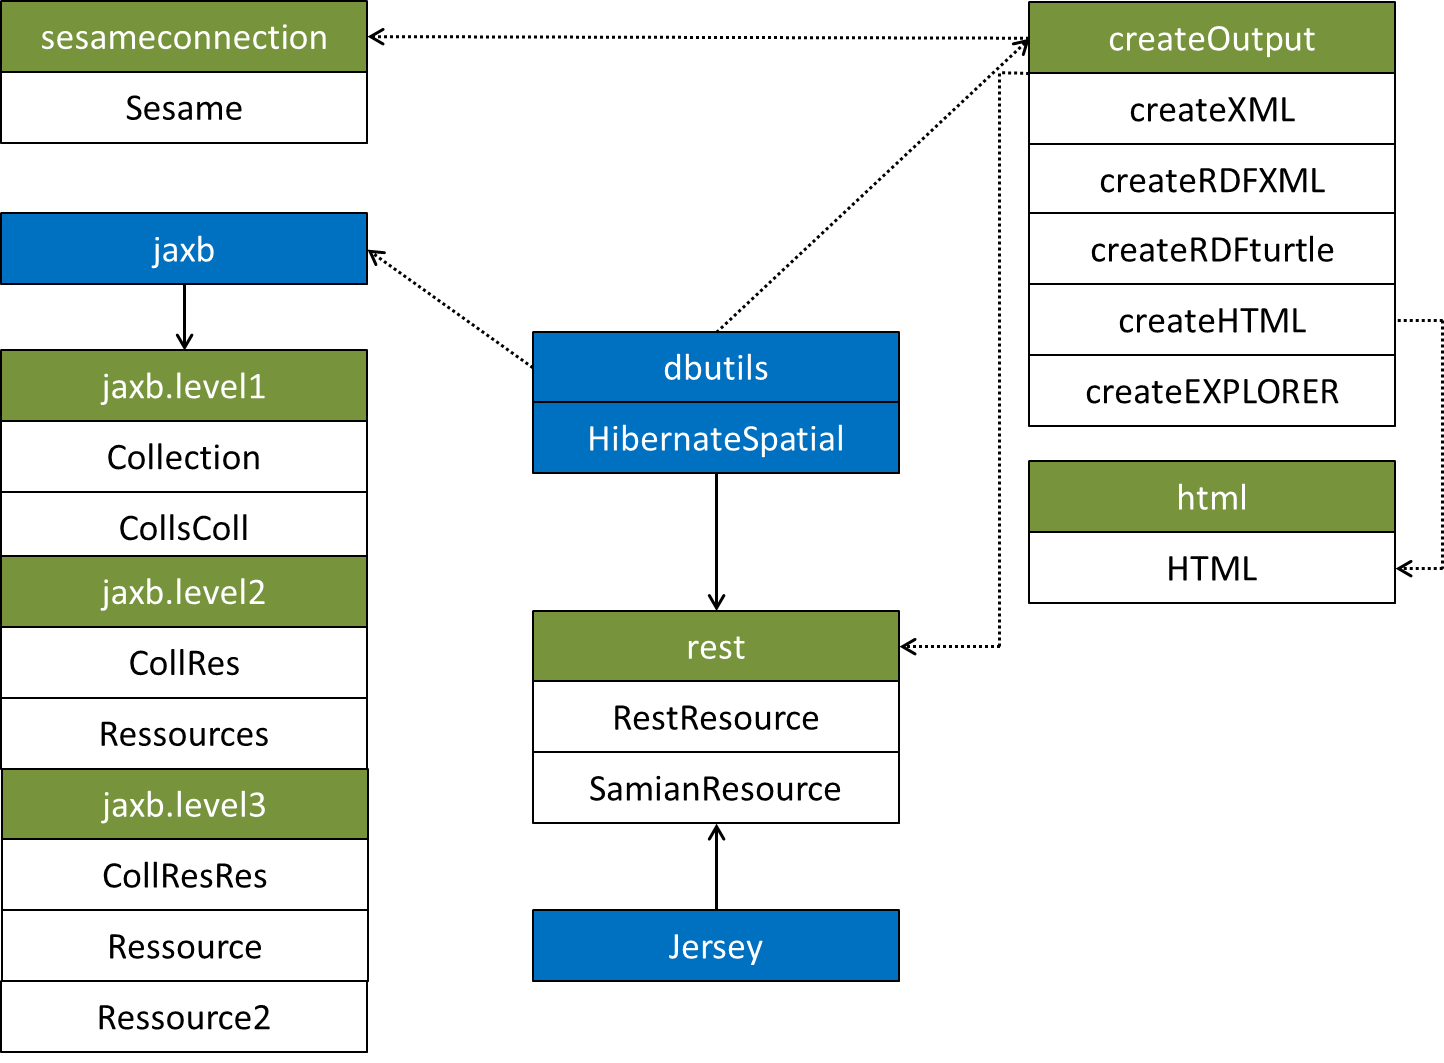 sesameconnection
Sesame
jaxb
jaxb.level1
Collection
CollsColl
jaxb.level2
CollRes
Ressources
jaxb.level3
CollResRes
Ressource
Ressource2
dbutils
HibernateSpatial
rest
RestResource
SamianResource
Jersey
createOutput
createXML
createRDFXML
createRDFturtle
createHTML
createEXPLORER
html
HTML